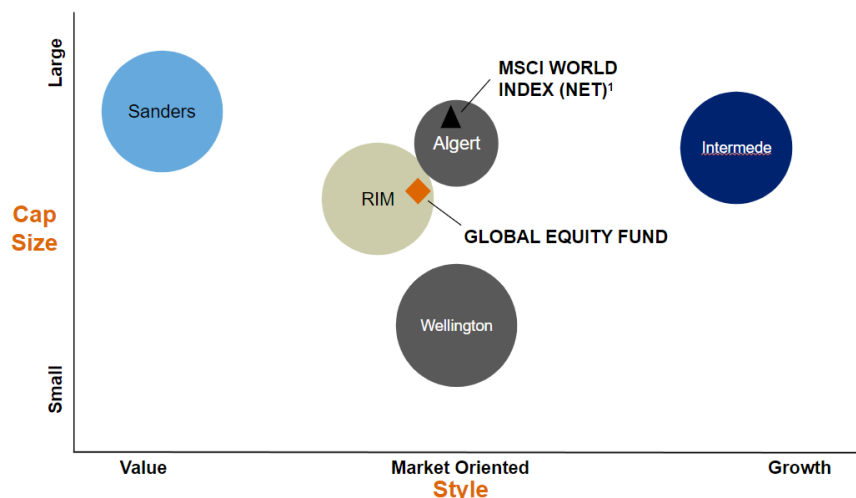 Large
MSCI WORLD
INDEX (NET)¹
Sanders
Algert
Intermede
RIM
Cap
Size
GLOBAL EQUITY FUND
Wellington
Small
Value
Market Oriented
Growth
Style